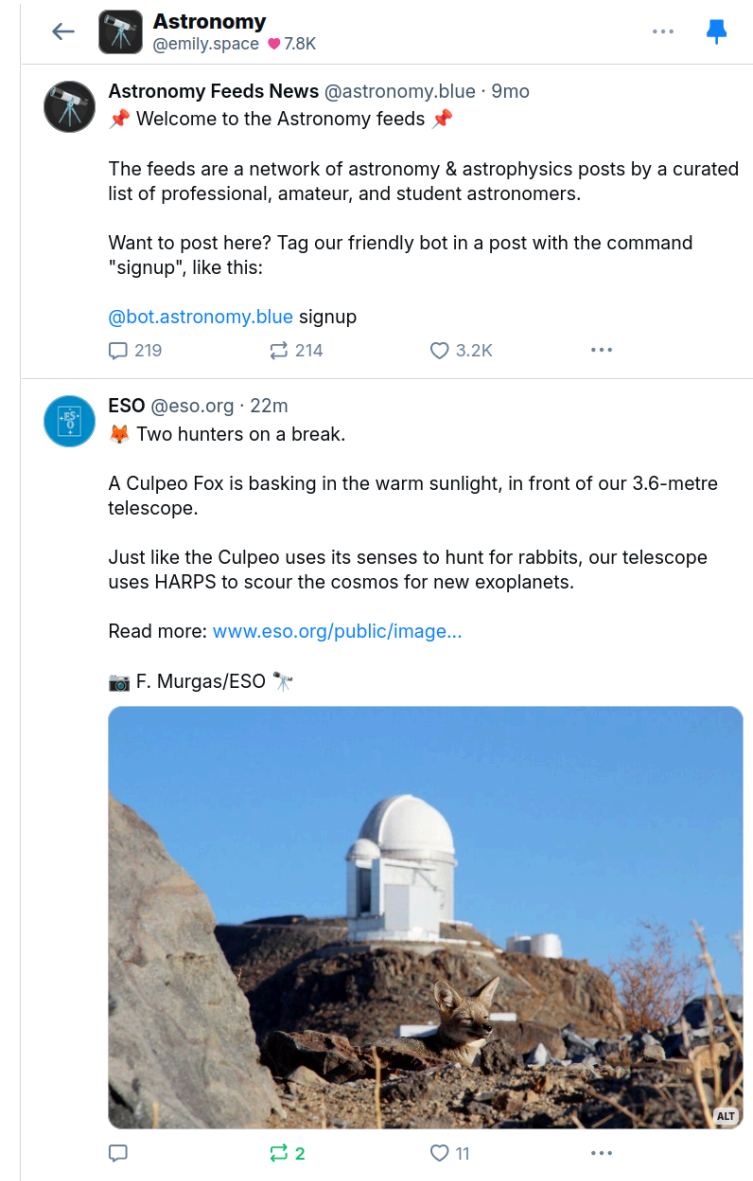 Astronomy
@emily.space 7.8K
Astronomy Feeds News @astronomy.blue · 9mo
📌 Welcome to the Astronomy feeds 📌
The feeds are a network of astronomy & astrophysics posts by a curated
list of professional, amateur, and student astronomers.
Want to post here? Tag our friendly bot in a post with the command
"signup", like this:
@bot.astronomy.blue signup
219 214 3.2K
ESO @eso.org · 22m
🦊 Two hunters on a break.
A Culpeo Fox is basking in the warm sunlight, in front of our 3.6-metre
telescope.
Just like the Culpeo uses its senses to hunt for rabbits, our telescope
uses HARPS to scour the cosmos for new exoplanets.
Read more: www.eso.org/public/image...
📷 F. Murgas/ESO 🔭
ALT
2 11